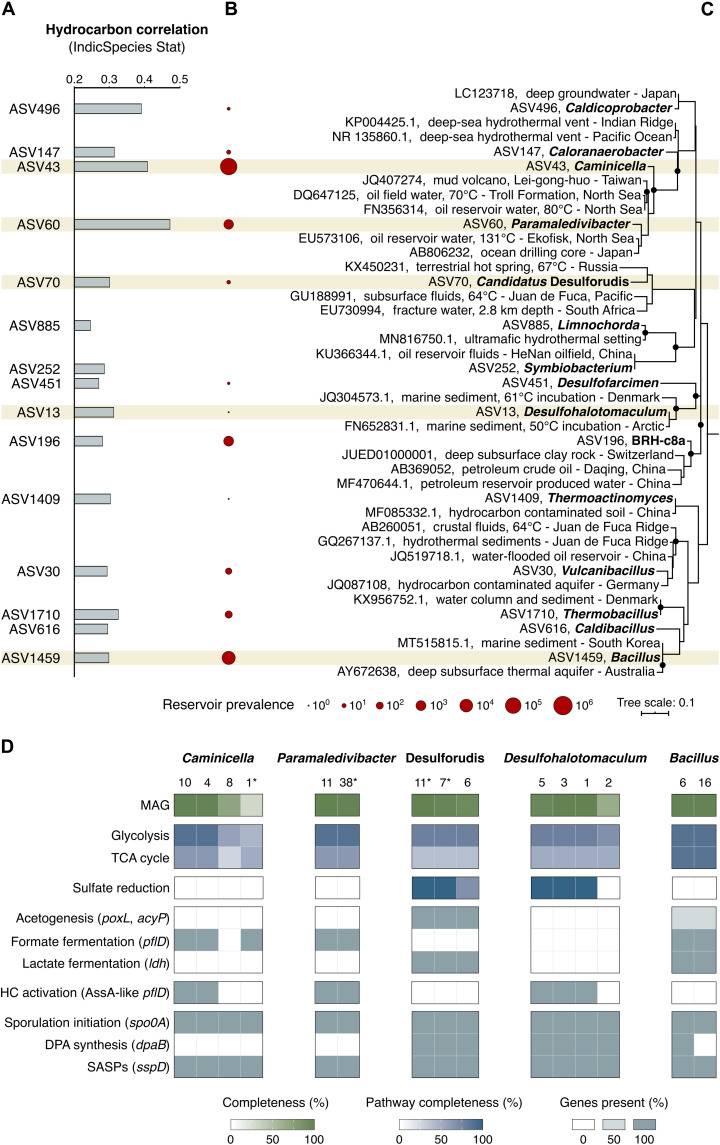 A
B
C
Hydrocarbon correlation
(IndicSpecies Stat)
0.2 0.3 0.4 0.5
ASV496
ASV147
ASV43
ASV60
ASV70
ASV885
ASV252
ASV451
ASV13
ASV196
ASV1409
ASV30
ASV1710
ASV616
ASV1459
LC123718, deep groundwater - Japan
ASV496, Caldicoprobacter
KP004425.1, deep-sea hydrothermal vent - Indian Ridge
NR 135860.1, deep-sea hydrothermal vent - Pacific Ocean
ASV147, Caloranaerobacter
ASV43, Caminicella
JQ407274, mud volcano, Lei-gong-huo - Taiwan
DQ647125, oil field water, 70°C - Troll Formation, North Sea
FN356314, oil reservoir water, 80°C - North Sea
ASV60, Paramaledivibacter
EU573106, oil reservoir water, 131°C - Ekofisk, North Sea
AB806232, ocean drilling core - Japan
KX450231, terrestrial hot spring, 67°C - Russia
ASV70, Candidatus Desulforudis
GU188991, subsurface fluids, 64°C - Juan de Fuca, Pacific
EU730994, fracture water, 2.8 km depth - South Africa
ASV885, Limnochorda
MN816750.1, ultramafic hydrothermal setting
KU366344.1, oil reservoir fluids - HeNan oilfield, China
ASV252, Symbiobacterium
ASV451, Desulfofarcimen
JQ304573.1, marine sediment, 61°C incubation - Denmark
ASV13, Desulfohalotomaculum
FN652831.1, marine sediment, 50°C incubation - Arctic
ASV196, BRH-c8a
JUED01000001, deep subsurface clay rock - Switzerland
AB369052, petroleum crude oil - Daqing, China
MF470644.1, petroleum reservoir produced water - China
ASV1409, Thermoactinomyces
MF085332.1, hydrocarbon contaminated soil - China
AB260051, crustal fluids, 64°C - Juan de Fuca Ridge
GQ267137.1, hydrothermal sediments - Juan de Fuca Ridge
JQ519718.1, water-flooded oil reservoir - China
ASV30, Vulcanibacillus
JQ087108, hydrocarbon contaminated aquifer - Germany
KX956752.1, water column and sediment - Denmark
ASV1710, Thermobacillus
ASV616, Caldibacillus
MT515815.1, marine sediment - South Korea
ASV1459, Bacillus
AY672638, deep subsurface thermal aquifer - Australia
Reservoir prevalence 10⁰ 10¹ 10² 10³ 10⁴ 10⁵ 10⁶ Tree scale: 0.1
D
Caminicella Paramaledivibacter Desulforudis Desulfohalotomaculum Bacillus
10 4 8 1* 11 38* 11* 7* 6 5 3 1 2 6 16
MAG
Glycolysis
TCA cycle
Sulfate reduction
Acetogenesis (poxL, acyP)
Formate fermentation (pflD)
Lactate fermentation (ldh)
HC activation (AssA-like pflD)
Sporulation initiation (spo0A)
DPA synthesis (dpaB)
SASPs (sspD)
Completeness (%) Pathway completeness (%) Genes present (%)
0 50 100 0 50 100 0 50 100